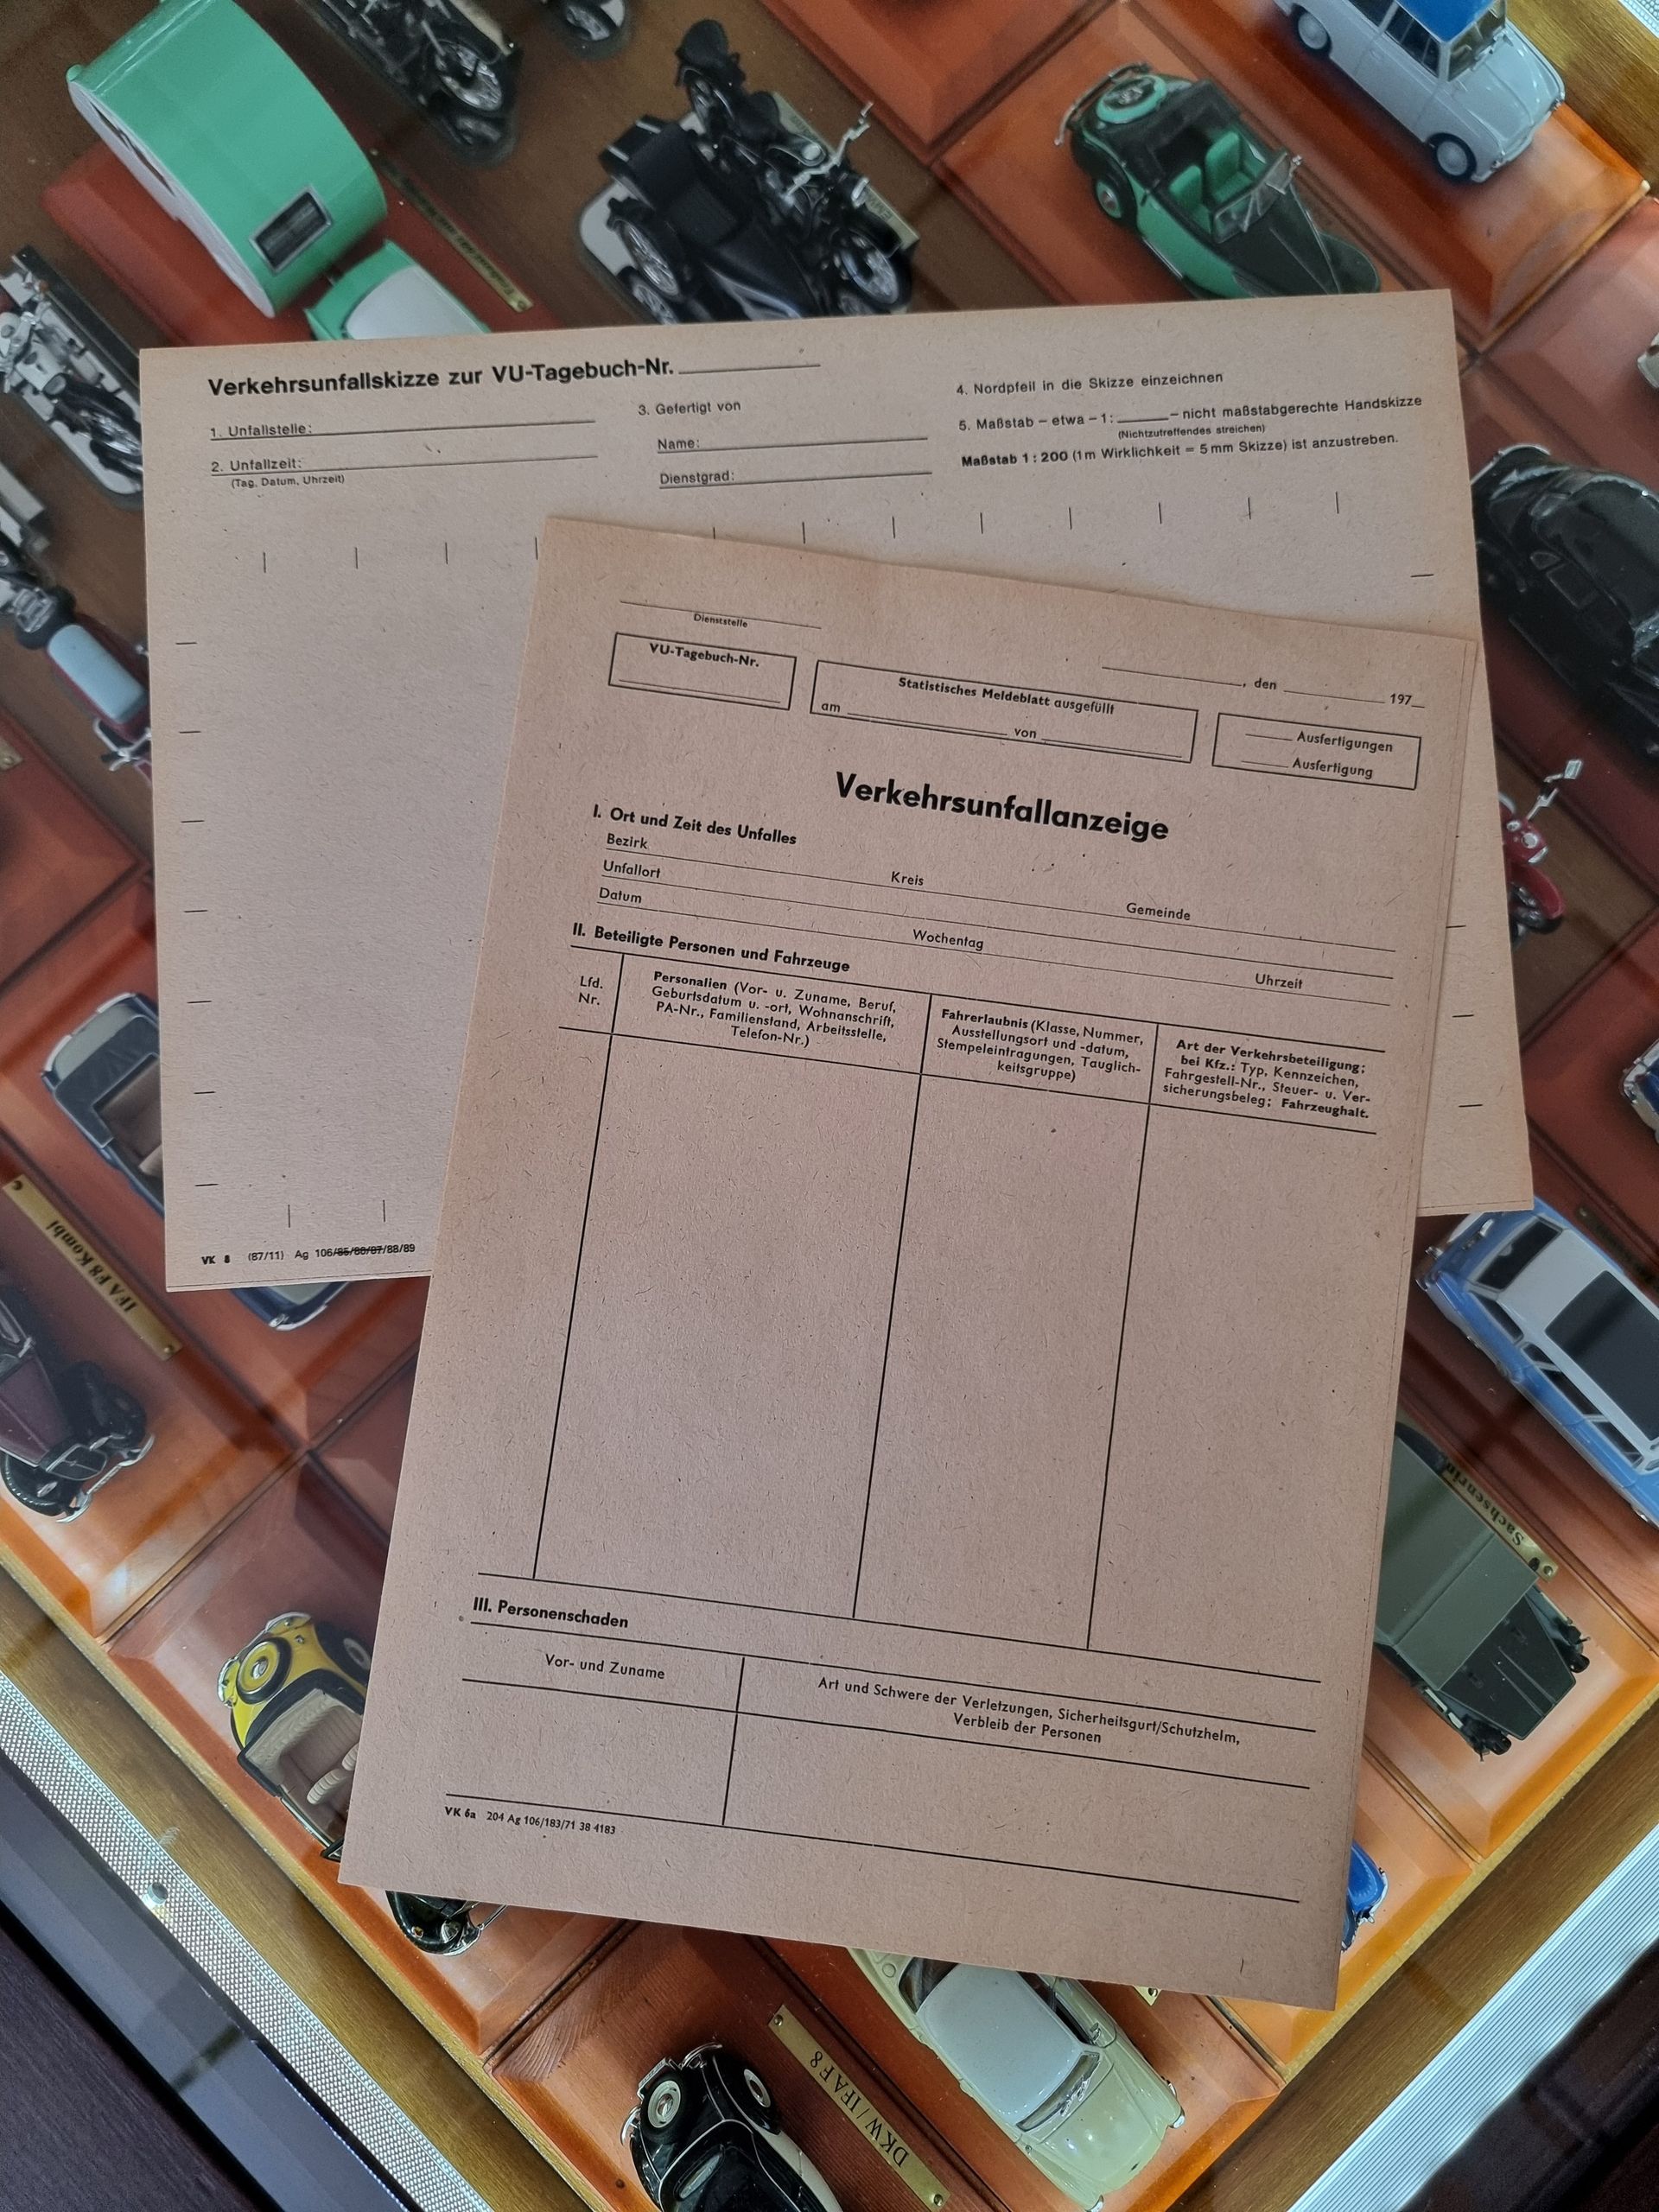 Verkehrsunfallskizze zur VU-Tagebuch-Nr.
1. Unfallstelle:
2. Unfallzeit:
(Tag, Datum, Uhrzeit)
3. Gefertigt von
Name:
Dienstgrad:
4. Nordpfeil in die Skizze einzeichnen
5. Maßstab – etwa – 1: – nicht maßstabgerechte Handskizze
(Nichtzutreffendes streichen)
Maßstab 1 : 200 (1m Wirklichkeit = 5 mm Skizze) ist anzustreben.
VK 8 (87/11) Ag 106/85/86/87/88/89
Dienststelle
VU-Tagebuch-Nr.
Statistisches Meldeblatt ausgefüllt
am von
, den 197
Ausfertigungen
Ausfertigung
Verkehrsunfallanzeige
I. Ort und Zeit des Unfalles
Bezirk Kreis Gemeinde
Unfallort
Datum Wochentag Uhrzeit
II. Beteiligte Personen und Fahrzeuge
Lfd.
Nr.
Personalien (Vor- u. Zuname, Beruf,
Geburtsdatum u. -ort, Wohnanschrift,
PA-Nr., Familienstand, Arbeitsstelle,
Telefon-Nr.)
Fahrerlaubnis (Klasse, Nummer,
Ausstellungsort und -datum,
Stempeleintragungen, Tauglich-
keitsgruppe)
Art der Verkehrsbeteiligung;
bei Kfz.: Typ, Kennzeichen,
Fahrgestell-Nr., Steuer- u. Ver-
sicherungsbeleg; Fahrzeughalt.
III. Personenschaden
Vor- und Zuname
Art und Schwere der Verletzungen, Sicherheitsgurt/Schutzhelm,
Verbleib der Personen
VK 6a 204 Ag 106/183/71 38 4183
IFA F8 Kombi
Sachsenrin
DKW / IFA F 8